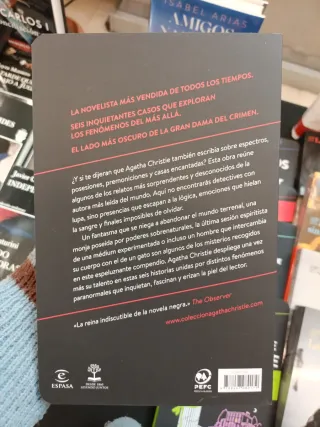 ISABEL ARIAS
AMIGOS
CARLOS I
LA NOVELISTA MÁS VENDIDA DE TODOS LOS TIEMPOS.
SEIS INQUIETANTES CASOS QUE EXPLORAN
LOS FENÓMENOS DEL MÁS ALLÁ.
EL LADO MÁS OSCURO DE LA GRAN DAMA DEL CRIMEN.
¿Y si te dijeran que Agatha Christie también escribía sobre espectros,
posesiones, premoniciones y casas encantadas? Esta obra reúne
algunos de los relatos más sorprendentes y desconocidos de la
autora más leída del mundo. Aquí no encontrarás detectives con
lupa, sino presencias que escapan a la lógica, emociones que hielan
la sangre y finales imposibles de olvidar.
Un fantasma que se niega a abandonar el mundo terrenal, una
monja poseída por poderes sobrenaturales, la última sesión espiritista
de una médium experimentada o incluso un hombre que intercambia
su cuerpo con el de un gato son algunos de los misterios recogidos
en este espeluznante compendio. Agatha Christie despliega una vez
más su talento en estas seis historias unidas por distintos fenómenos
paranormales que inquietan, fascinan y erizan la piel del lector.
«La reina indiscutible de la novela negra.» The Observer
www.coleccionagathachristie.com
ESPASA
PEFC